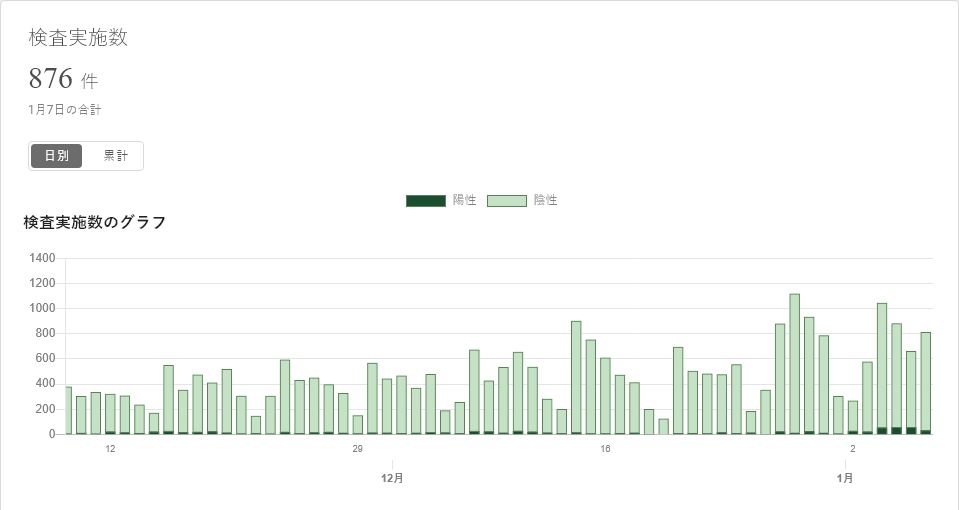 検査実施数
876 件
1月7日の合計
日別 累計
陽性 陰性
検査実施数のグラフ
1400
1200
1000
800
600
400
200
0
12 29 16 2
12月 1月